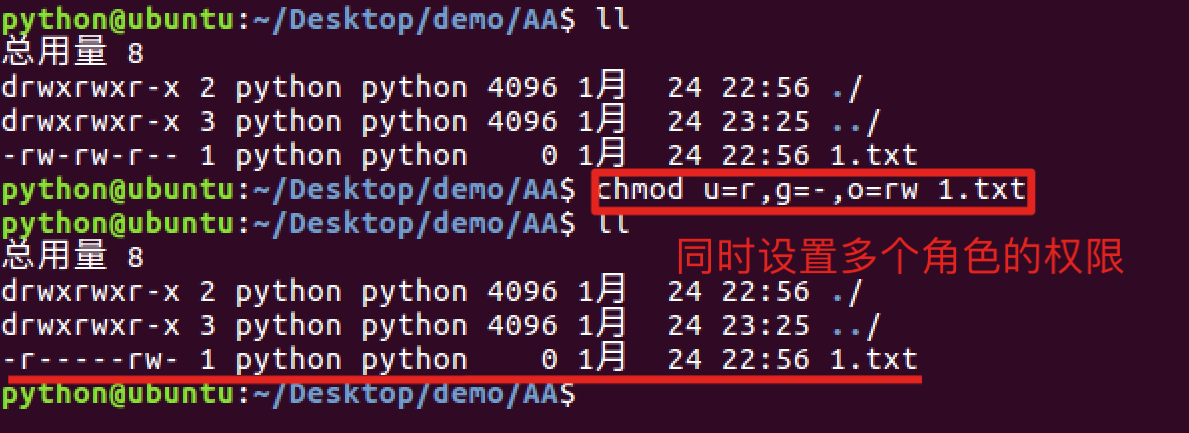 python@ubuntu:~/Desktop/demo/AA$ ll
总用量 8
drwxrwxr-x 2 python python 4096 1月  24 22:56 ./
drwxrwxr-x 3 python python 4096 1月  24 23:25 ../
-rw-rw-r-- 1 python python    0 1月  24 22:56 1.txt
python@ubuntu:~/Desktop/demo/AA$ chmod u=r,g=-,o=rw 1.txt
python@ubuntu:~/Desktop/demo/AA$ ll
总用量 8
同时设置多个角色的权限
drwxrwxr-x 2 python python 4096 1月  24 22:56 ./
drwxrwxr-x 3 python python 4096 1月  24 23:25 ../
-r-----rw- 1 python python    0 1月  24 22:56 1.txt
python@ubuntu:~/Desktop/demo/AA$